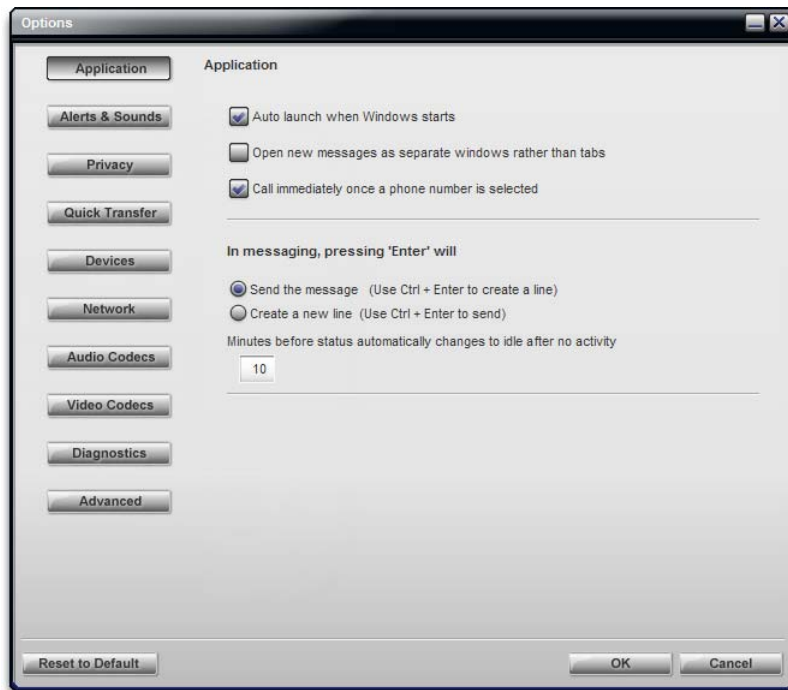 Options
Application
Alerts & Sounds
Privacy
Quick Transfer
Devices
Network
Audio Codecs
Video Codecs
Diagnostics
Advanced
Application
Auto launch when Windows starts
Open new messages as separate windows rather than tabs
Call immediately once a phone number is selected
In messaging, pressing 'Enter' will
Send the message (Use Ctrl + Enter to create a line)
Create a new line (Use Ctrl + Enter to send)
Minutes before status automatically changes to idle after no activity
10
Reset to Default
OK
Cancel